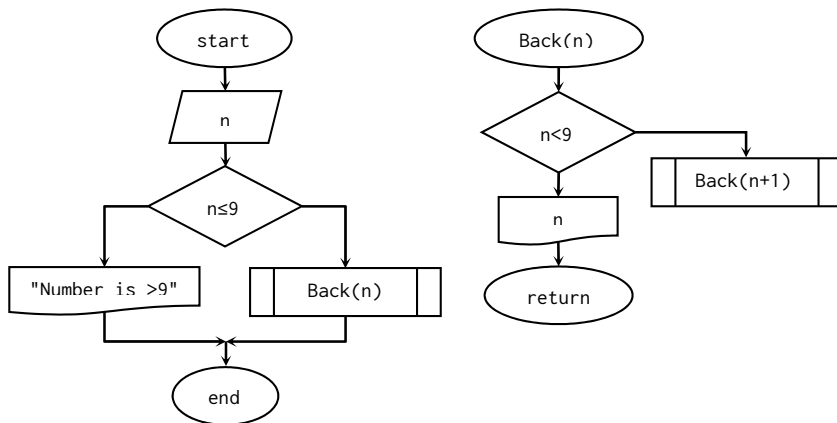 start
n
n≤9
"Number is >9"
Back(n)
end
Back(n)
n<9
Back(n+1)
n
return